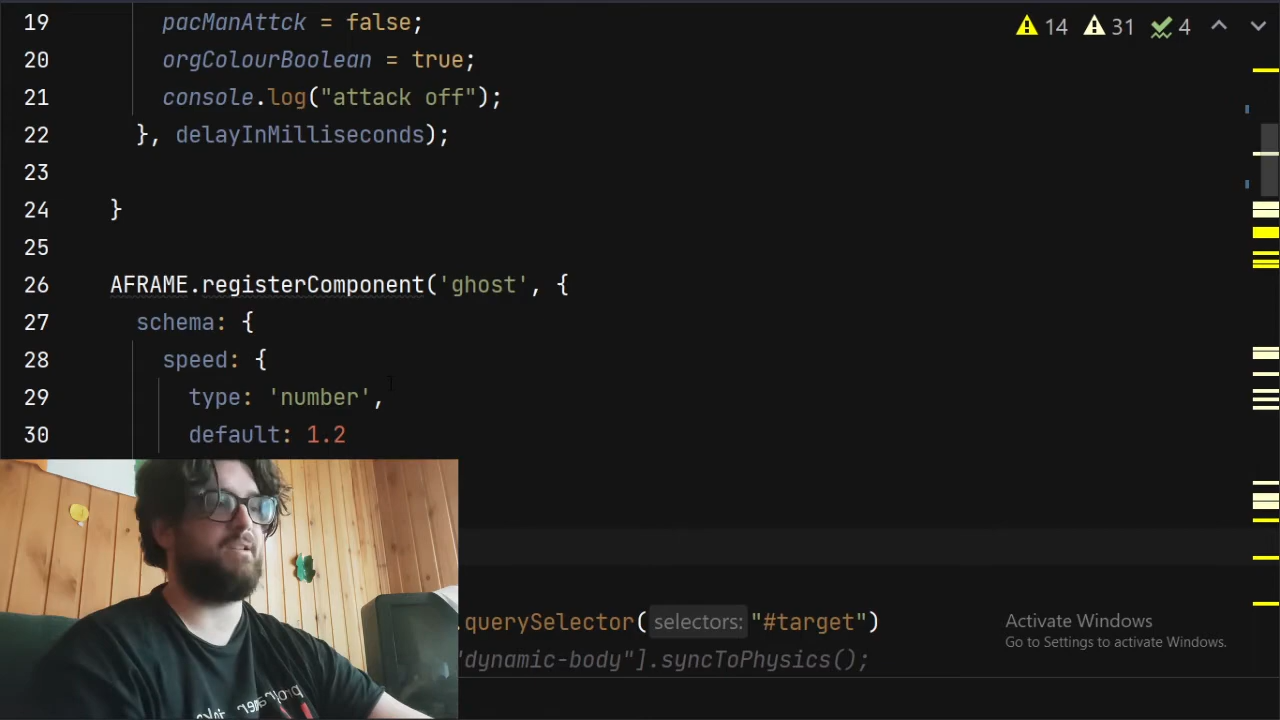 19 pacManAttck = false;
14 31 4
20 orgColourBoolean = true;
21 console.log("attack off");
22 }, delayInMilliseconds);
23
24 }
25
26 AFRAME.registerComponent('ghost', {
27 schema: {
28 speed: {
29 type: 'number',
30 default: 1.2
.querySelector( selectors: "#target")
"dynamic-body"].syncToPhysics();
Activate Windows
Go to Settings to activate Windows.